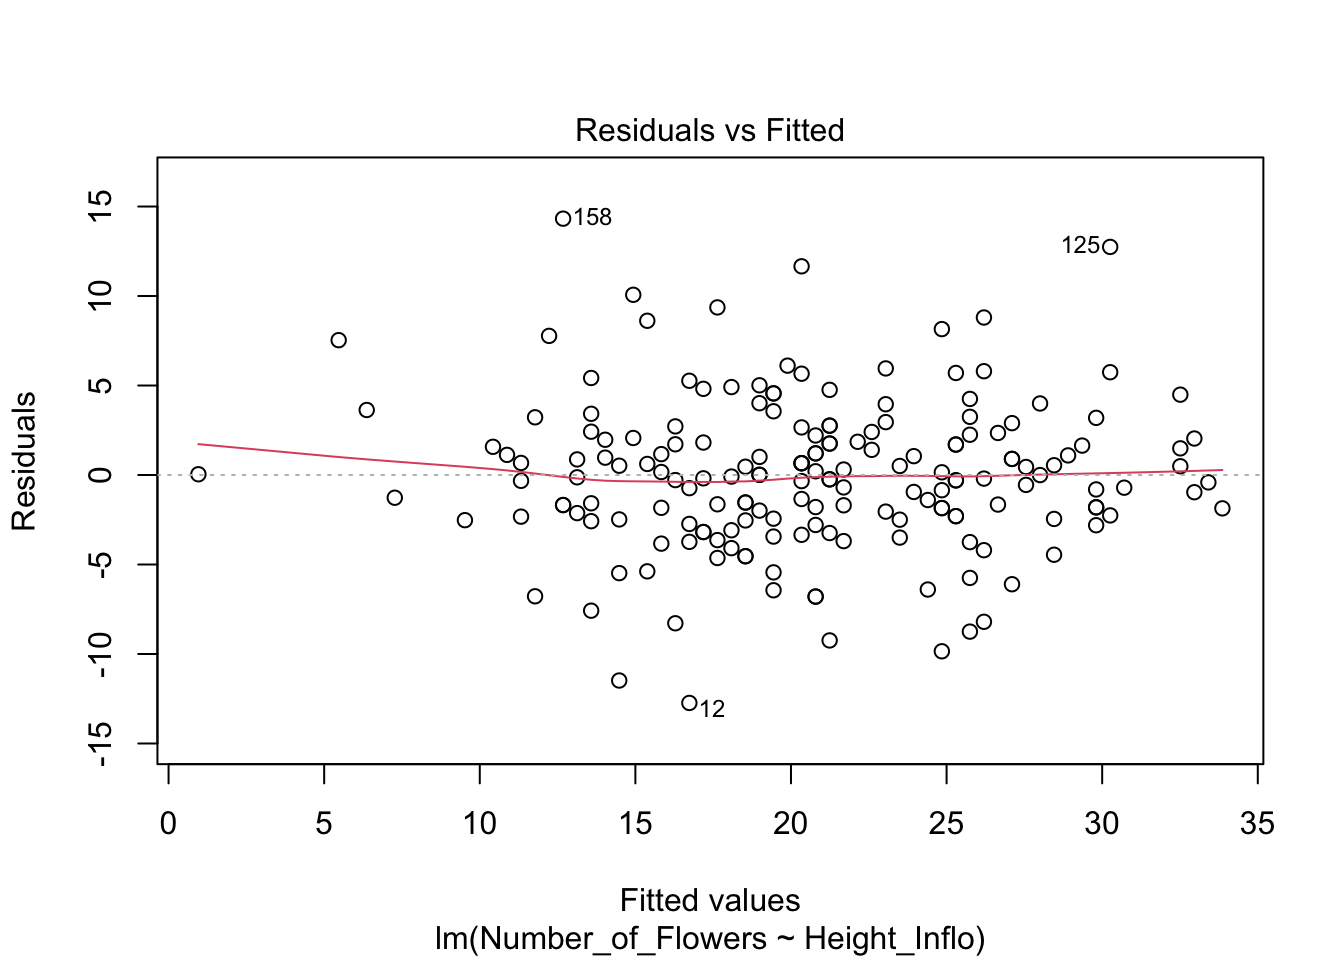 Residuals vs Fitted
Residuals
15
10
5
0
-5
-10
-15
158
125
12
0 5 10 15 20 25 30 35
Fitted values
lm(Number_of_Flowers ~ Height_Inflo)